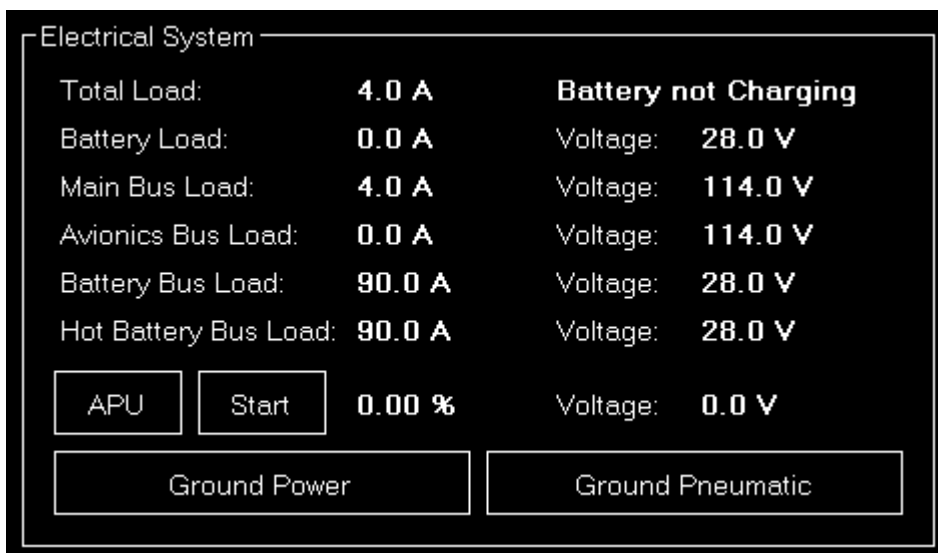 Electrical System
Total Load: 4.0 A Battery not Charging
Battery Load: 0.0 A Voltage: 28.0 V
Main Bus Load: 4.0 A Voltage: 114.0 V
Avionics Bus Load: 0.0 A Voltage: 114.0 V
Battery Bus Load: 90.0 A Voltage: 28.0 V
Hot Battery Bus Load: 90.0 A Voltage: 28.0 V
APU Start 0.00 % Voltage: 0.0 V
Ground Power Ground Pneumatic